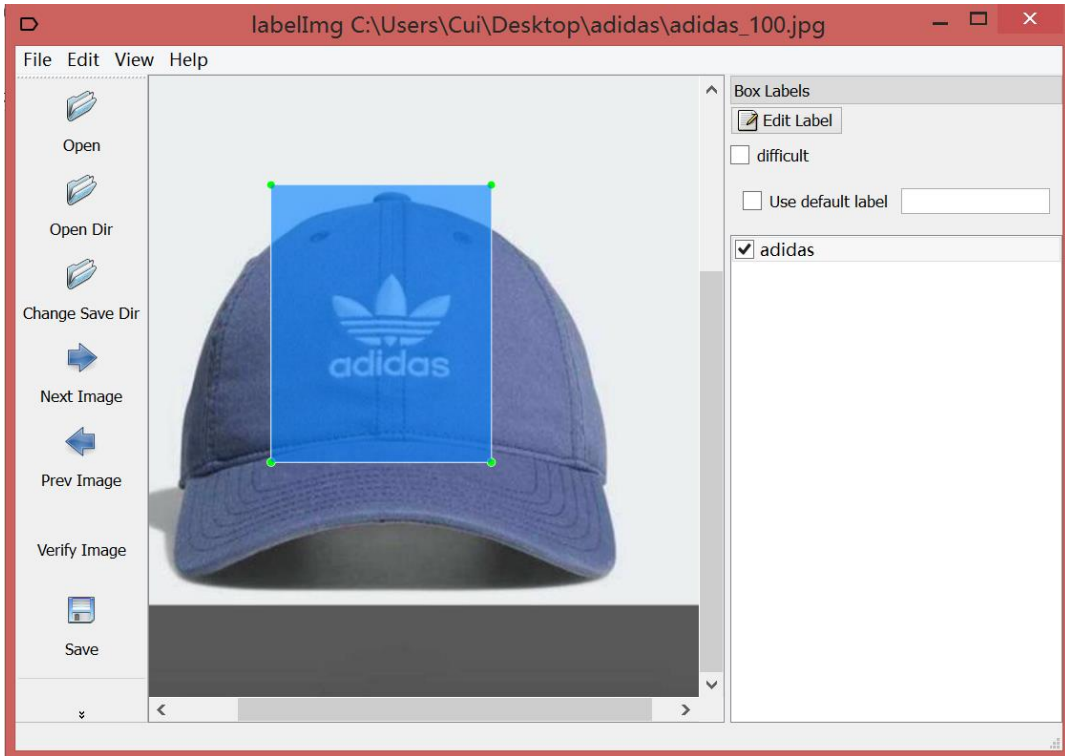 labelImg C:\Users\Cui\Desktop\adidas\adidas_100.jpg
File Edit View Help
Open
Open Dir
Change Save Dir
Next Image
Prev Image
Verify Image
Save
adidas
Box Labels
Edit Label
difficult
Use default label
adidas